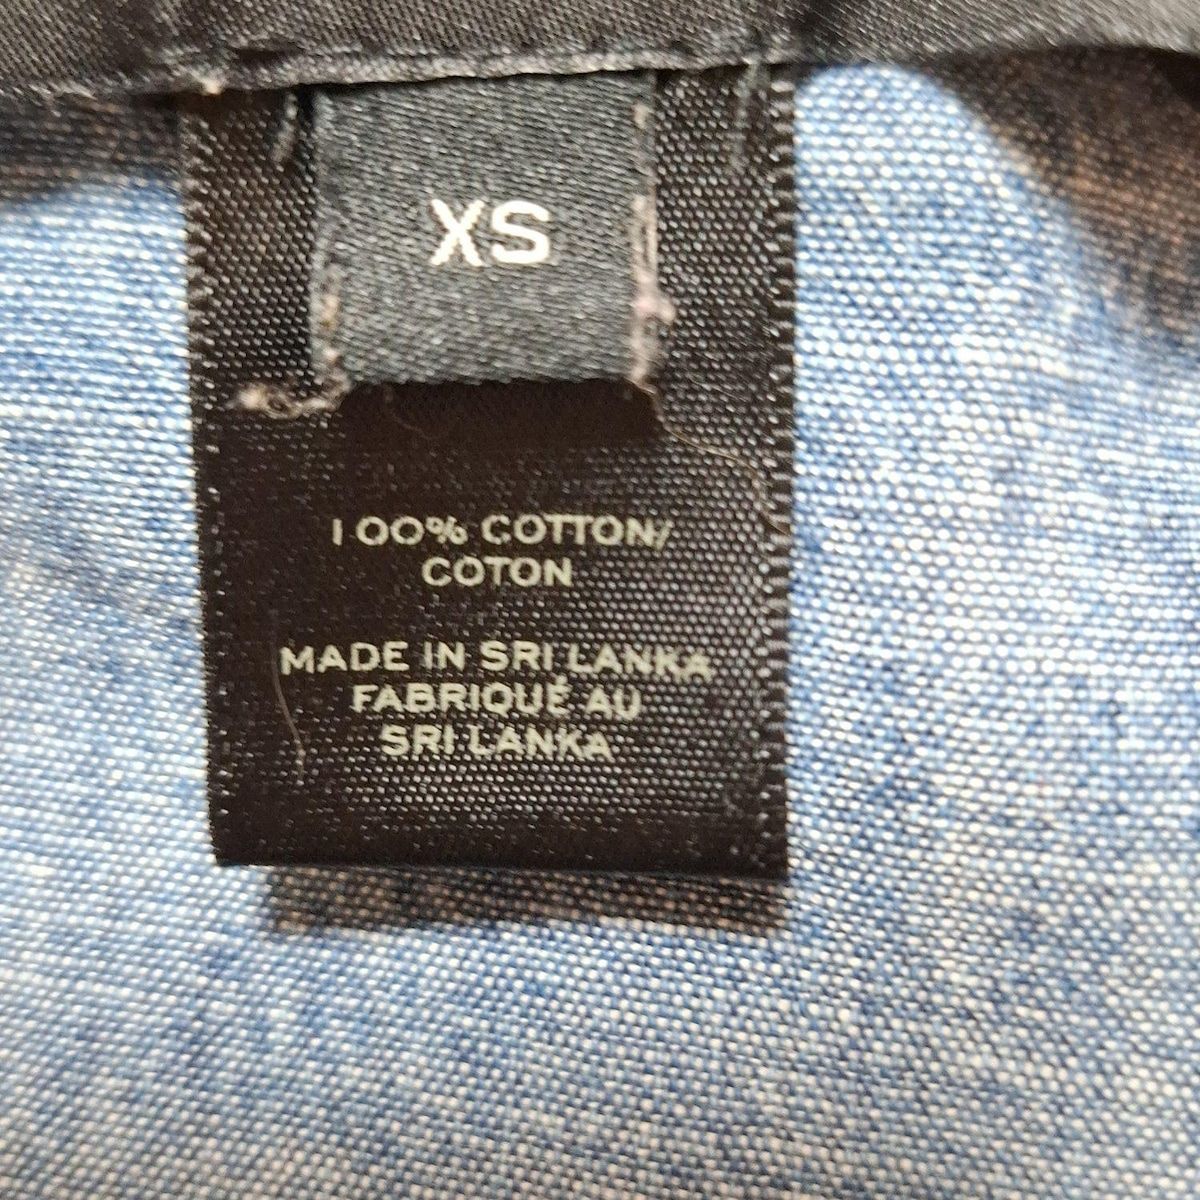 XS
100% COTTON/
COTON
MADE IN SRI LANKA
FABRIQUÉ AU
SRI LANKA